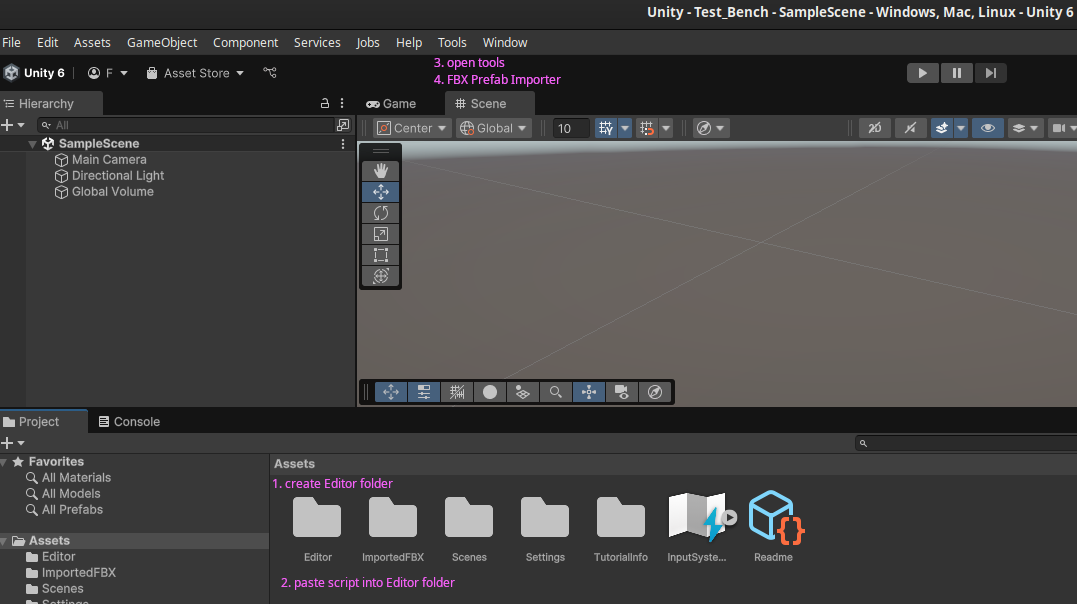 Unity - Test_Bench - SampleScene - Windows, Mac, Linux - Unity 6
File Edit Assets GameObject Component Services Jobs Help Tools Window
3. open tools
4. FBX Prefab Importer
Unity 6 F Asset Store
Hierarchy
Game Scene
All
Center Global 10 2D
SampleScene
Main Camera
Directional Light
Global Volume
Project Console
Favorites
All Materials
All Models
All Prefabs
Assets
Editor
ImportedFBX
Scenes
Settings
Assets
1. create Editor folder
Editor ImportedFBX Scenes Settings TutorialInfo InputSyste... Readme
2. paste script into Editor folder